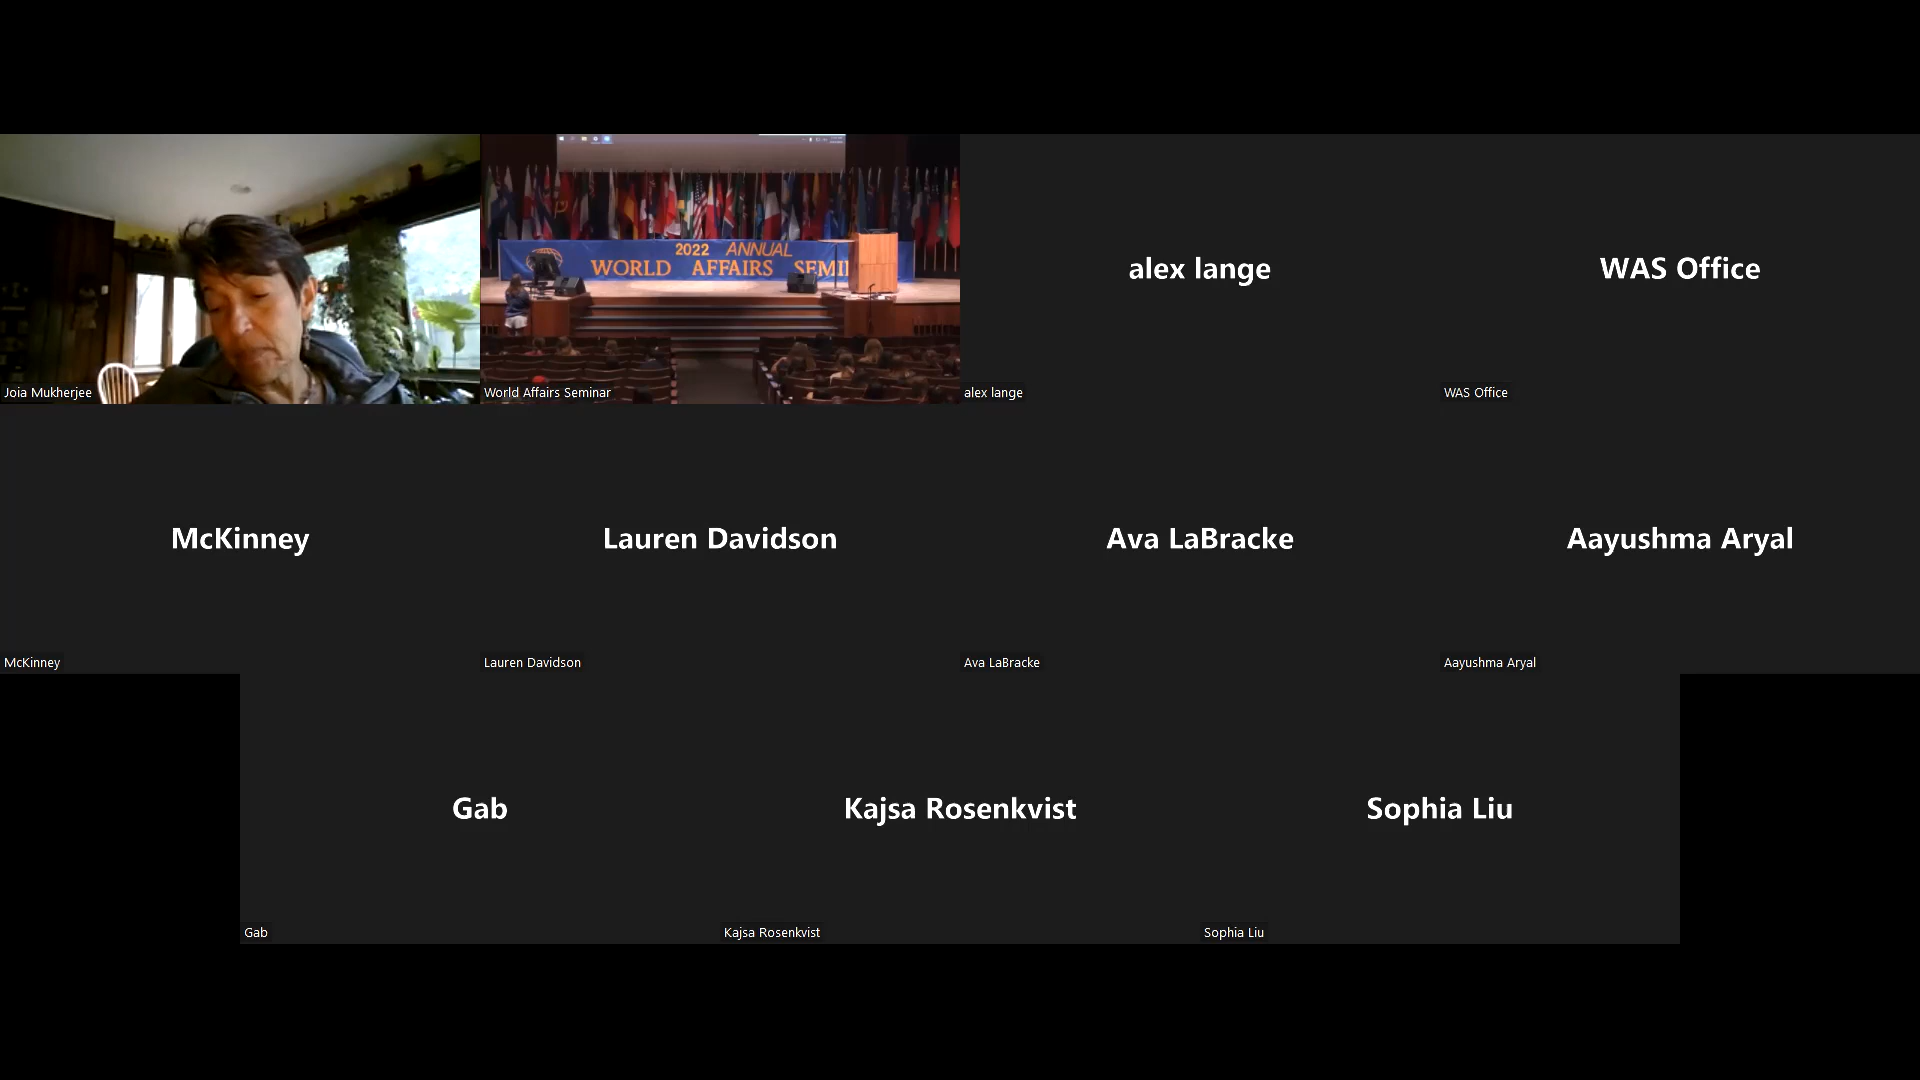 2022 ANNUAL
WORLD AFFAIRS SEMI
alex lange
WAS Office
Joia Mukherjee
World Affairs Seminar
alex lange
WAS Office
McKinney
Lauren Davidson
Ava LaBracke
Aayushma Aryal
McKinney
Lauren Davidson
Ava LaBracke
Aayushma Aryal
Gab
Kajsa Rosenkvist
Sophia Liu
Gab
Kajsa Rosenkvist
Sophia Liu